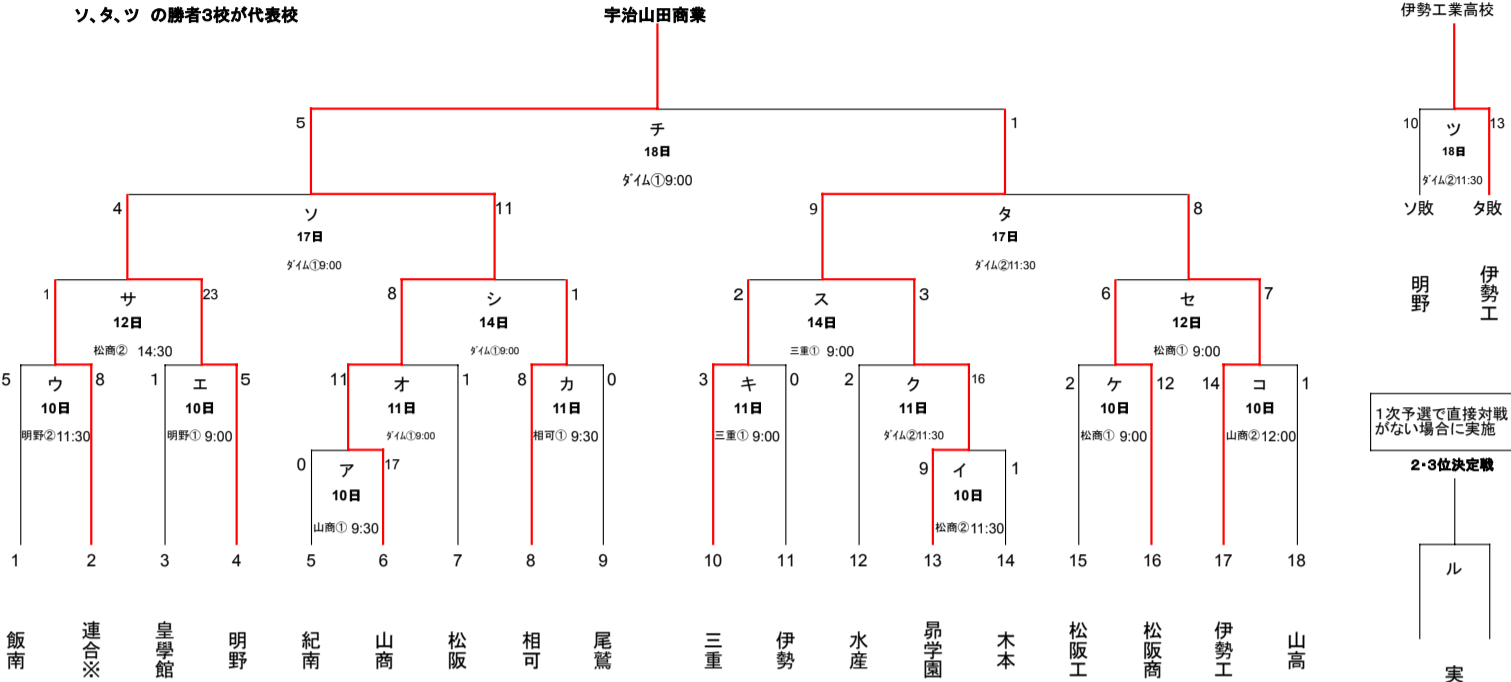 ソ、タ、ツ の勝者3校が代表校
宇治山田商業
伊勢工業高校
5
チ
18日
ダイム①9:00
1
10
ツ
18日
ダイム②11:30
13
ソ敗
タ敗
明野
伊勢工
4
ソ
17日
ダイム①9:00
11
9
タ
17日
ダイム②11:30
8
1
サ
12日
松商② 14:30
23
8
シ
14日
ダイム①9:00
1
2
ス
14日
三重① 9:00
3
6
セ
12日
松商① 9:00
7
5
ウ
10日
明野②11:30
8
1
エ
10日
明野① 9:00
5
11
オ
11日
ダイム①9:00
1
8
カ
11日
相可① 9:30
0
3
キ
11日
三重① 9:00
0
2
ク
11日
ダイム②11:30
16
2
ケ
10日
松商① 9:00
12
14
コ
10日
山商②12:00
1
0
ア
10日
山商① 9:30
17
9
イ
10日
松商②11:30
1
1次予選で直接対戦
がない場合に実施
2・3位決定戦
ル
実
1 2 3 4 5 6 7 8 9 10 11 12 13 14 15 16 17 18
飯南
連合※
皇學館
明野
紀南
山商
松阪
相可
尾鷲
三重
伊勢
水産
昴学園
木本
松阪工
松阪商
伊勢工
山高